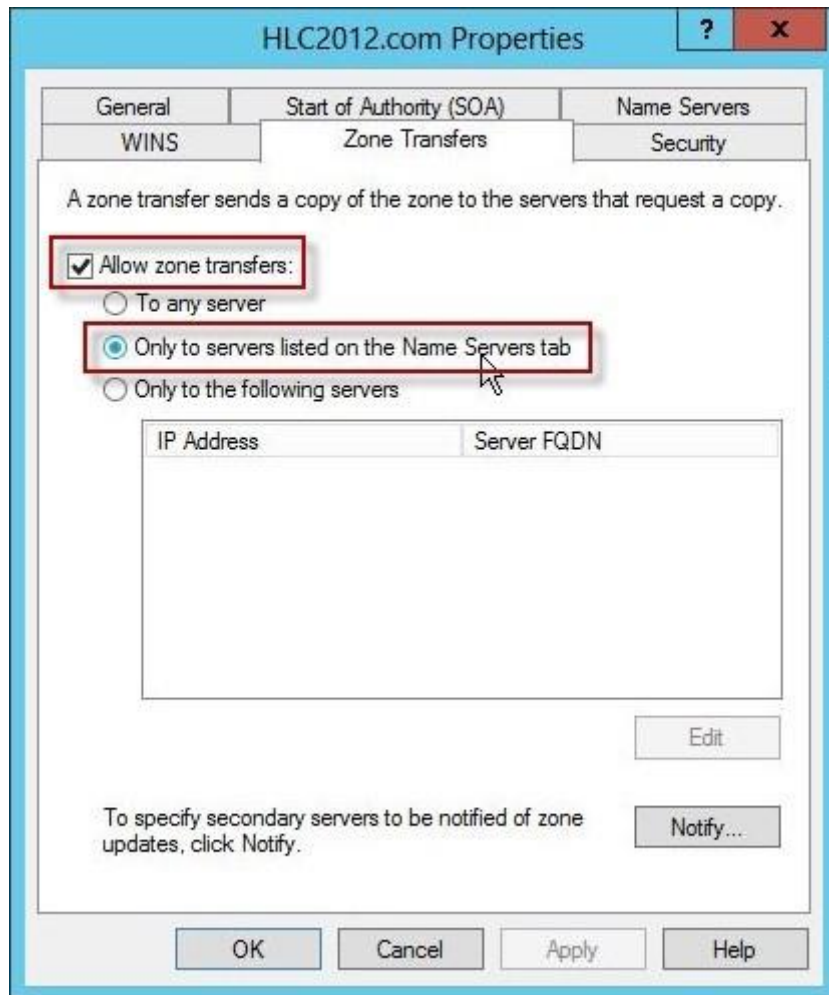 HLC2012.com Properties
?
x
General
Start of Authority (SOA)
Name Servers
WINS
Zone Transfers
Security
A zone transfer sends a copy of the zone to the servers that request a copy.
Allow zone transfers:
To any server
Only to servers listed on the Name Servers tab
Only to the following servers
IP Address
Server FQDN
Edit
To specify secondary servers to be notified of zone
updates, click Notify.
Notify...
OK
Cancel
Apply
Help